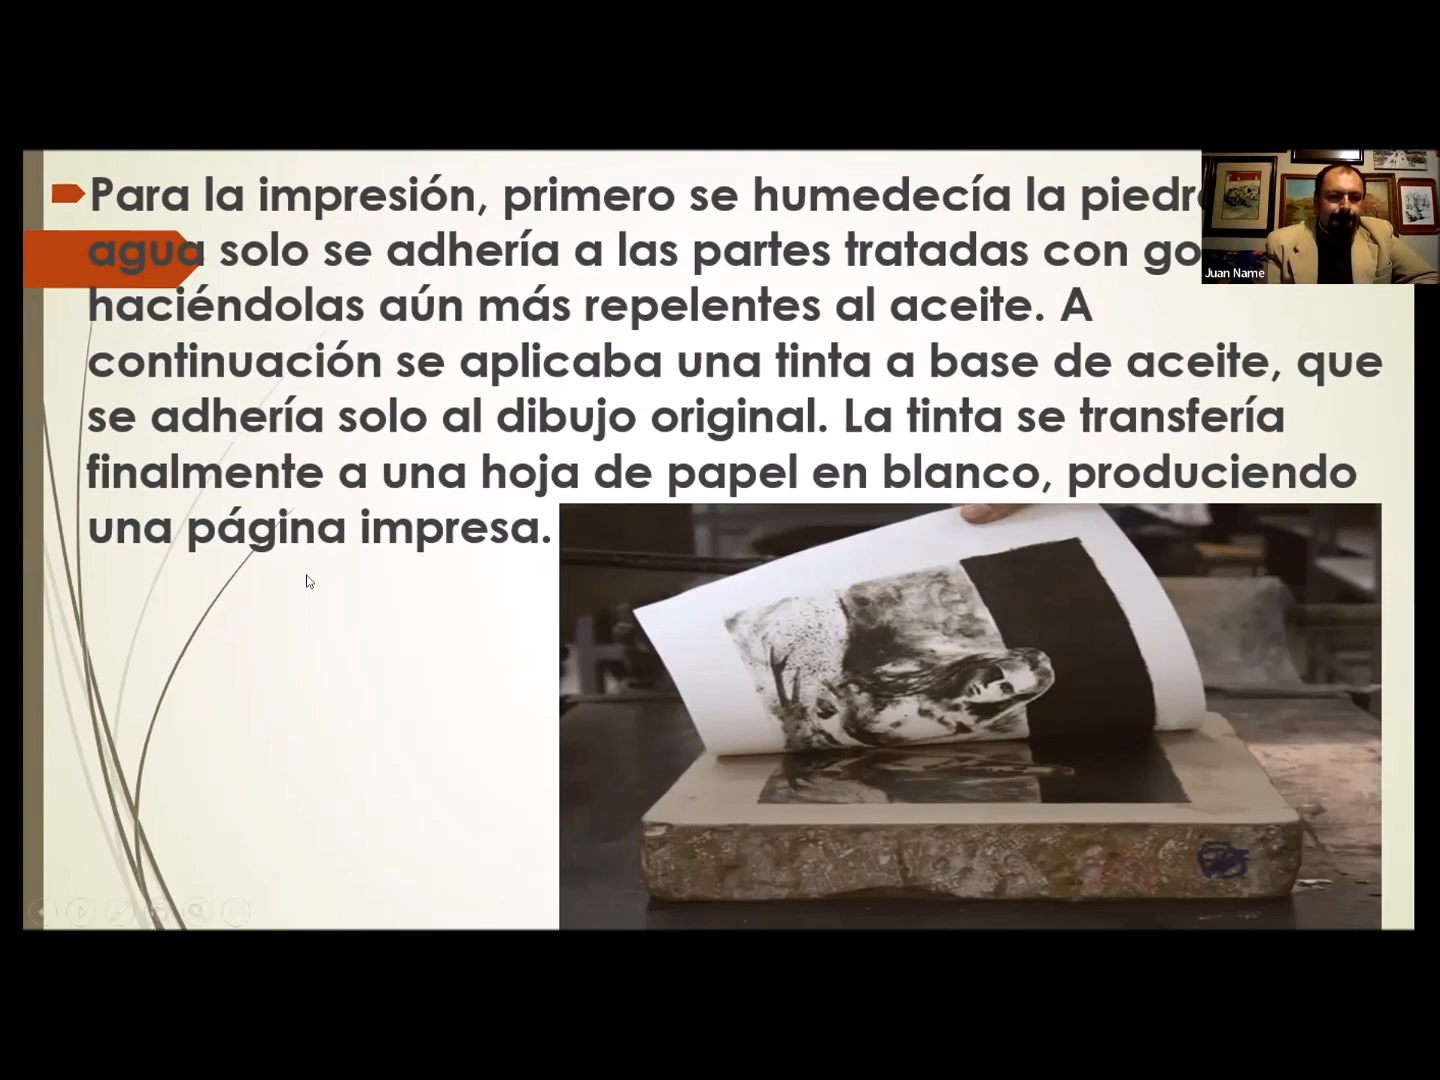 Para la impresión, primero se humedecía la
agua solo se adhería a las partes tratadas con
haciéndolas aún más repelentes al aceite. A
continuación se aplicaba una tinta a base de aceite, que
se adhería solo al dibujo original. La tinta se transfería
finalmente a una hoja de papel en blanco, produciendo
una página impresa.
Juan Name